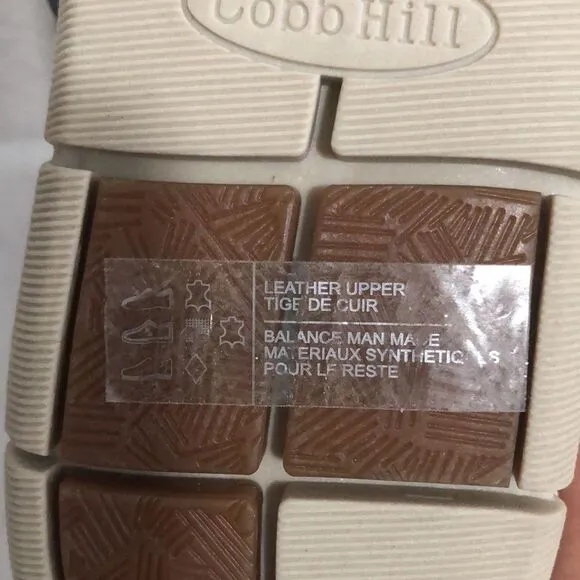 Cobb Hill
LEATHER UPPER
TIGE DE CUIR
BALANCE MAN MADE
MATERIAUX SYNTHETIQUES
POUR LE RESTE